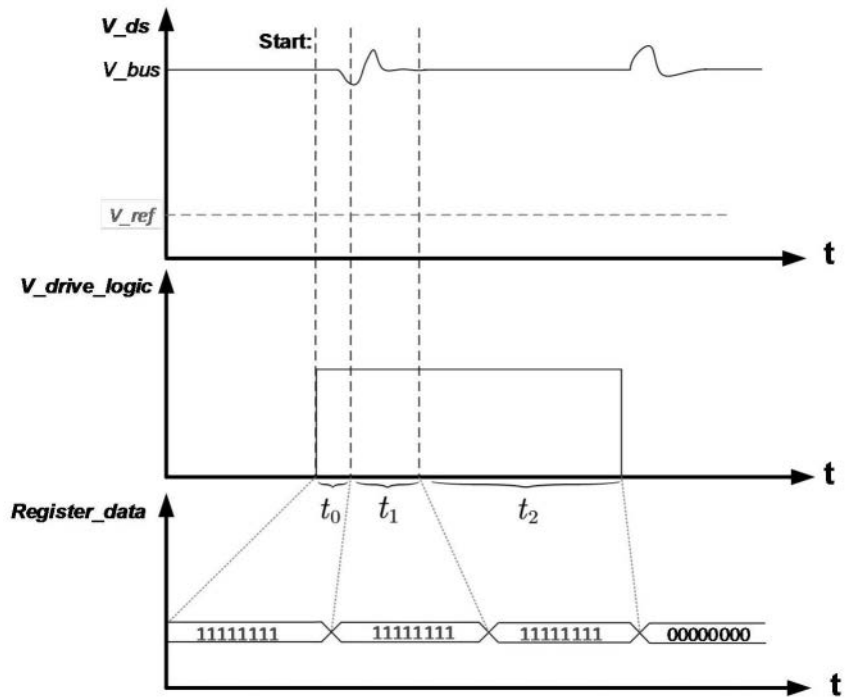 V_ds
Start:
V_bus
V_ref
t
V_drive_logic
t
t₀ t₁ t₂
Register_data
11111111 11111111 11111111 00000000
t